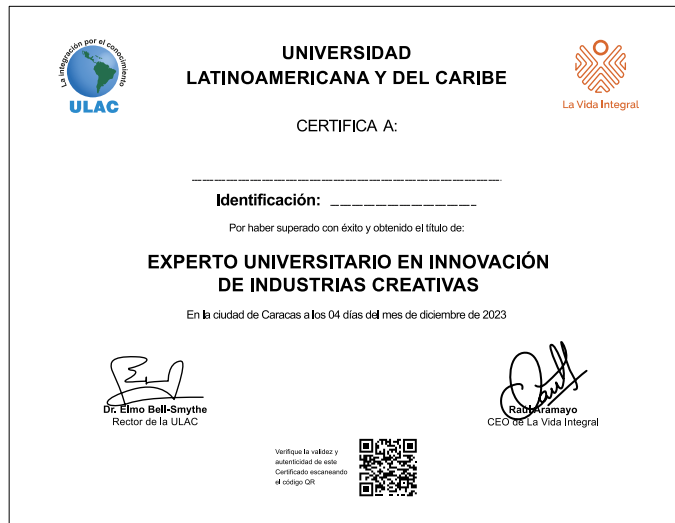 La integración por el conocimiento
ULAC
UNIVERSIDAD
LATINOAMERICANA Y DEL CARIBE
La Vida Integral
CERTIFICA A:
Identificación:
Por haber superado con éxito y obtenido el título de:
EXPERTO UNIVERSITARIO EN INNOVACIÓN
DE INDUSTRIAS CREATIVAS
En la ciudad de Caracas a los 04 días del mes de diciembre de 2023
Dr. Elmo Bell-Smythe
Rector de la ULAC
Raúl Aramayo
CEO de La Vida Integral
Verifique la validez y
autenticidad de este
Certificado escaneando
el código QR